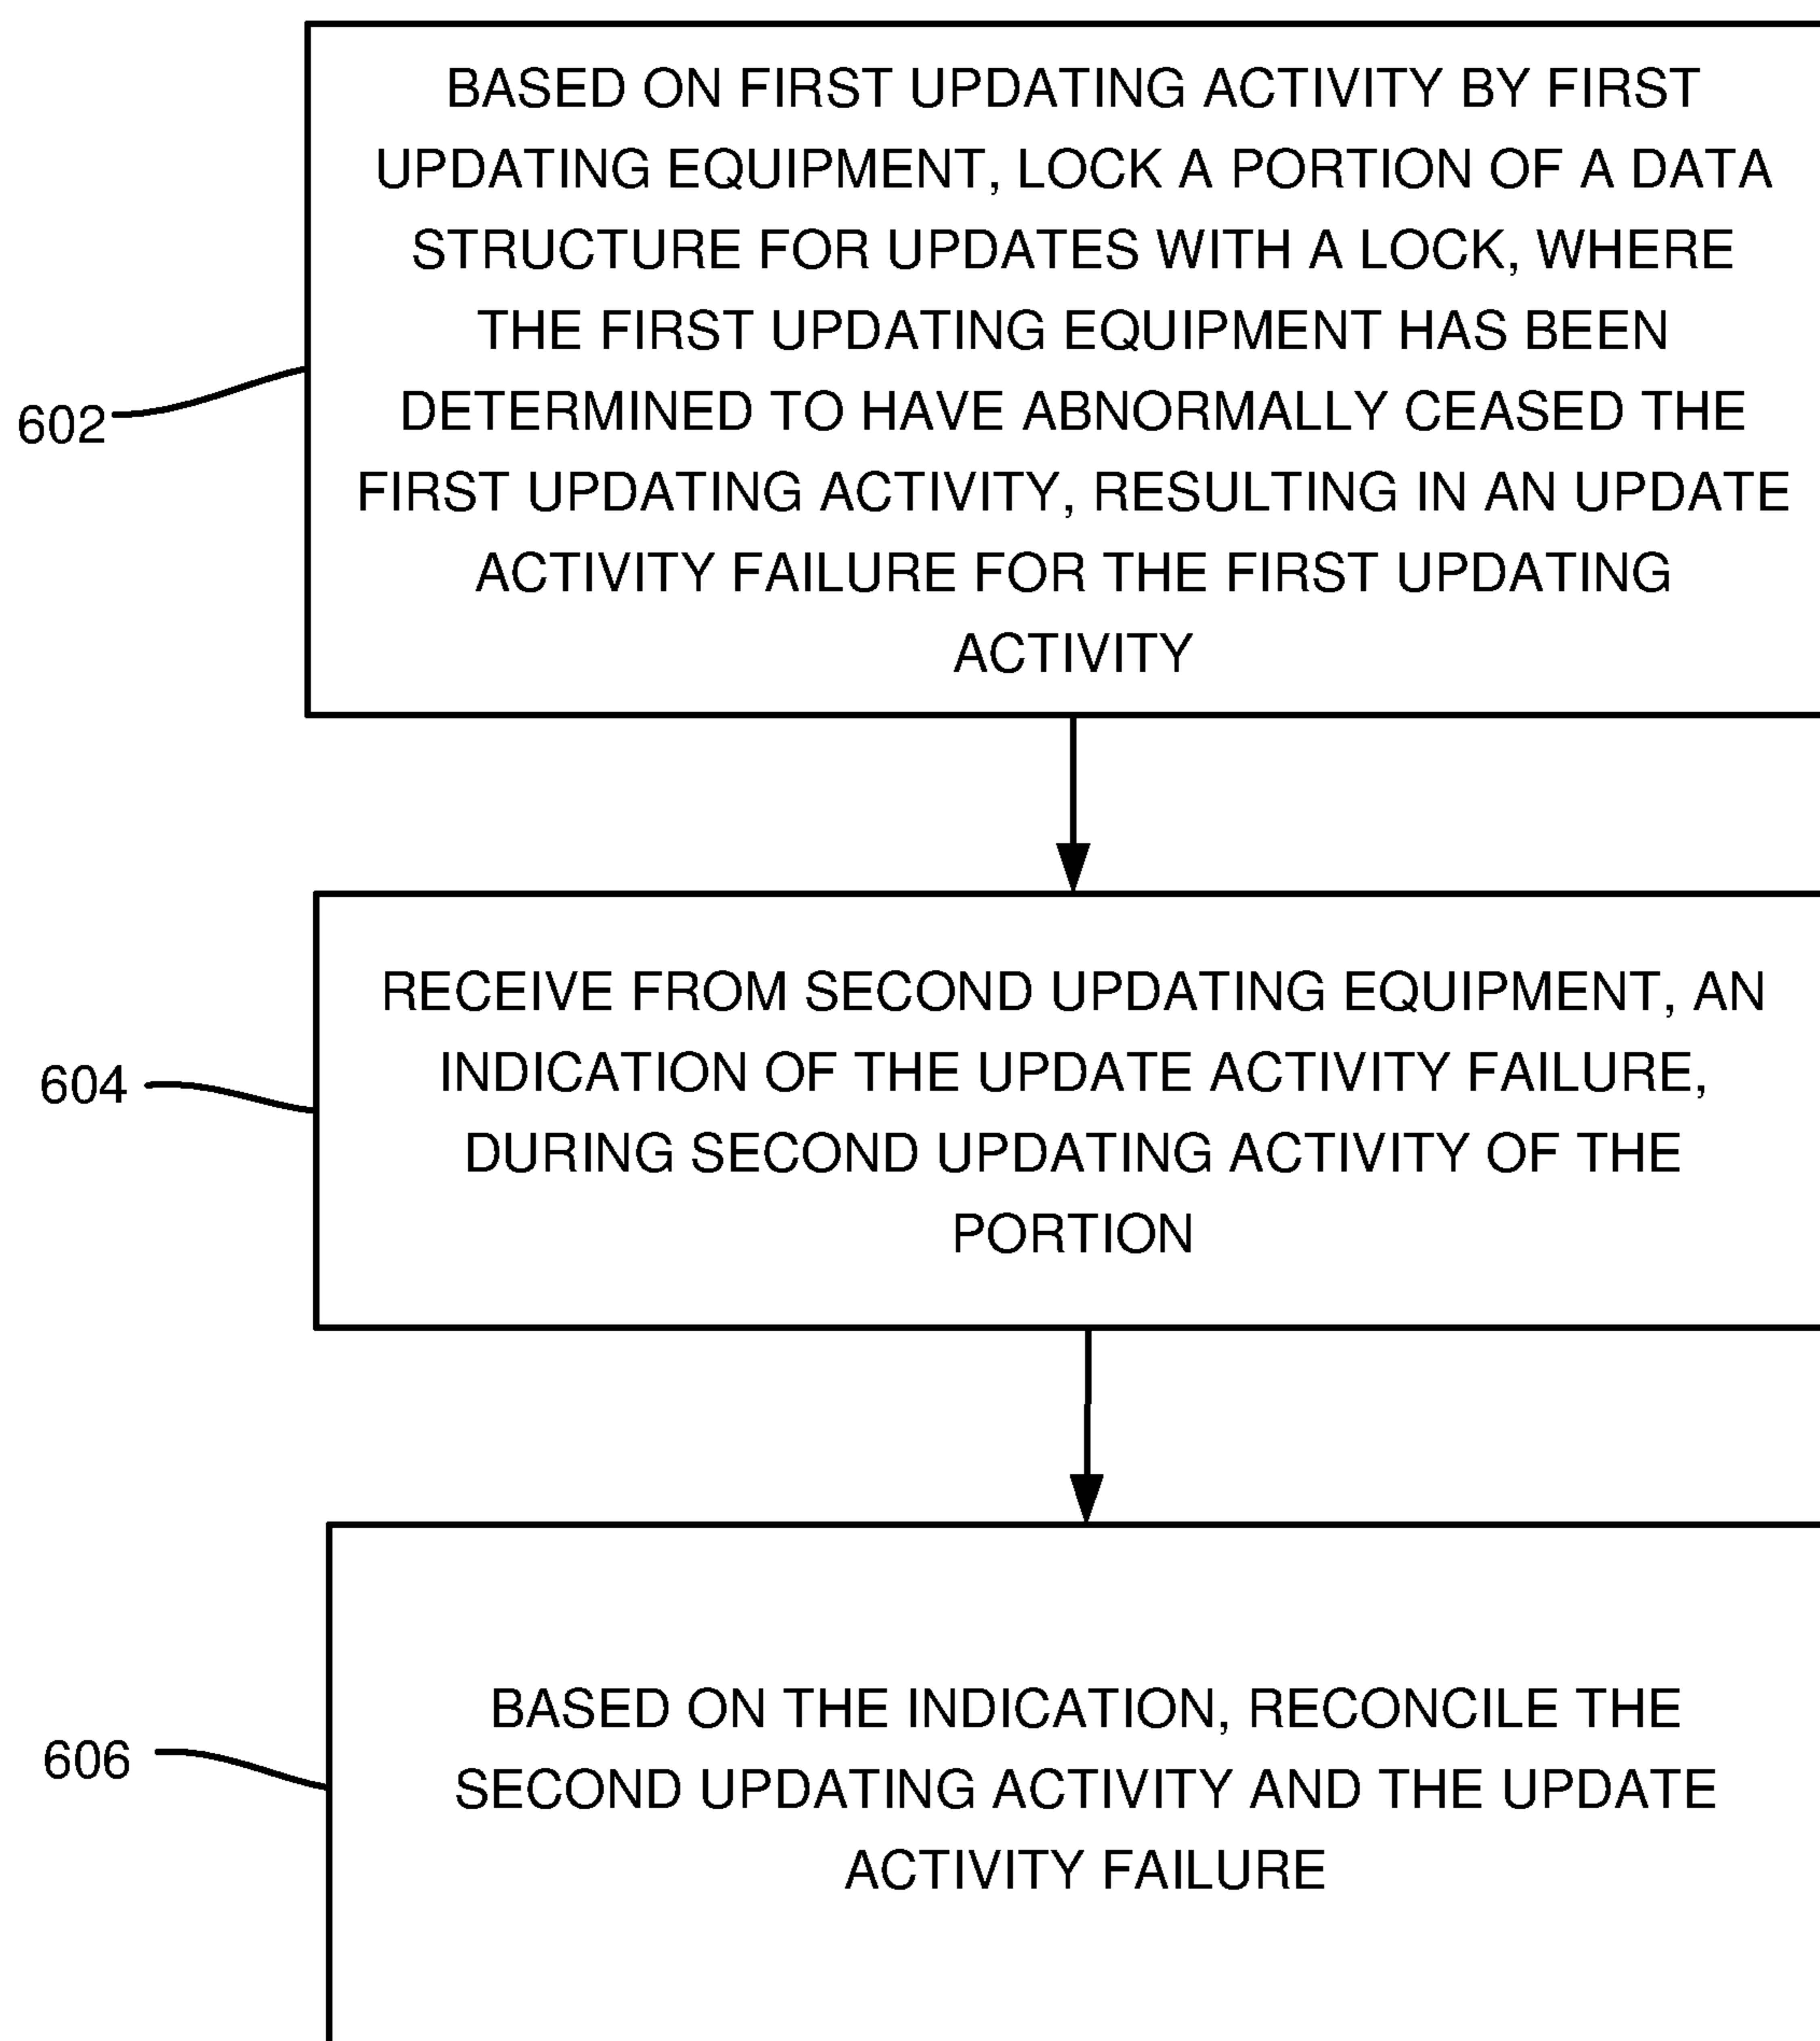 BASED ON FIRST UPDATING ACTIVITY BY FIRST
UPDATING EQUIPMENT, LOCK A PORTION OF A DATA
STRUCTURE FOR UPDATES WITH A LOCK, WHERE
THE FIRST UPDATING EQUIPMENT HAS BEEN
DETERMINED TO HAVE ABNORMALLY CEASED THE
FIRST UPDATING ACTIVITY, RESULTING IN AN UPDATE
ACTIVITY FAILURE FOR THE FIRST UPDATING
ACTIVITY
602
RECEIVE FROM SECOND UPDATING EQUIPMENT, AN
INDICATION OF THE UPDATE ACTIVITY FAILURE,
DURING SECOND UPDATING ACTIVITY OF THE
PORTION
604
BASED ON THE INDICATION, RECONCILE THE
SECOND UPDATING ACTIVITY AND THE UPDATE
ACTIVITY FAILURE
606